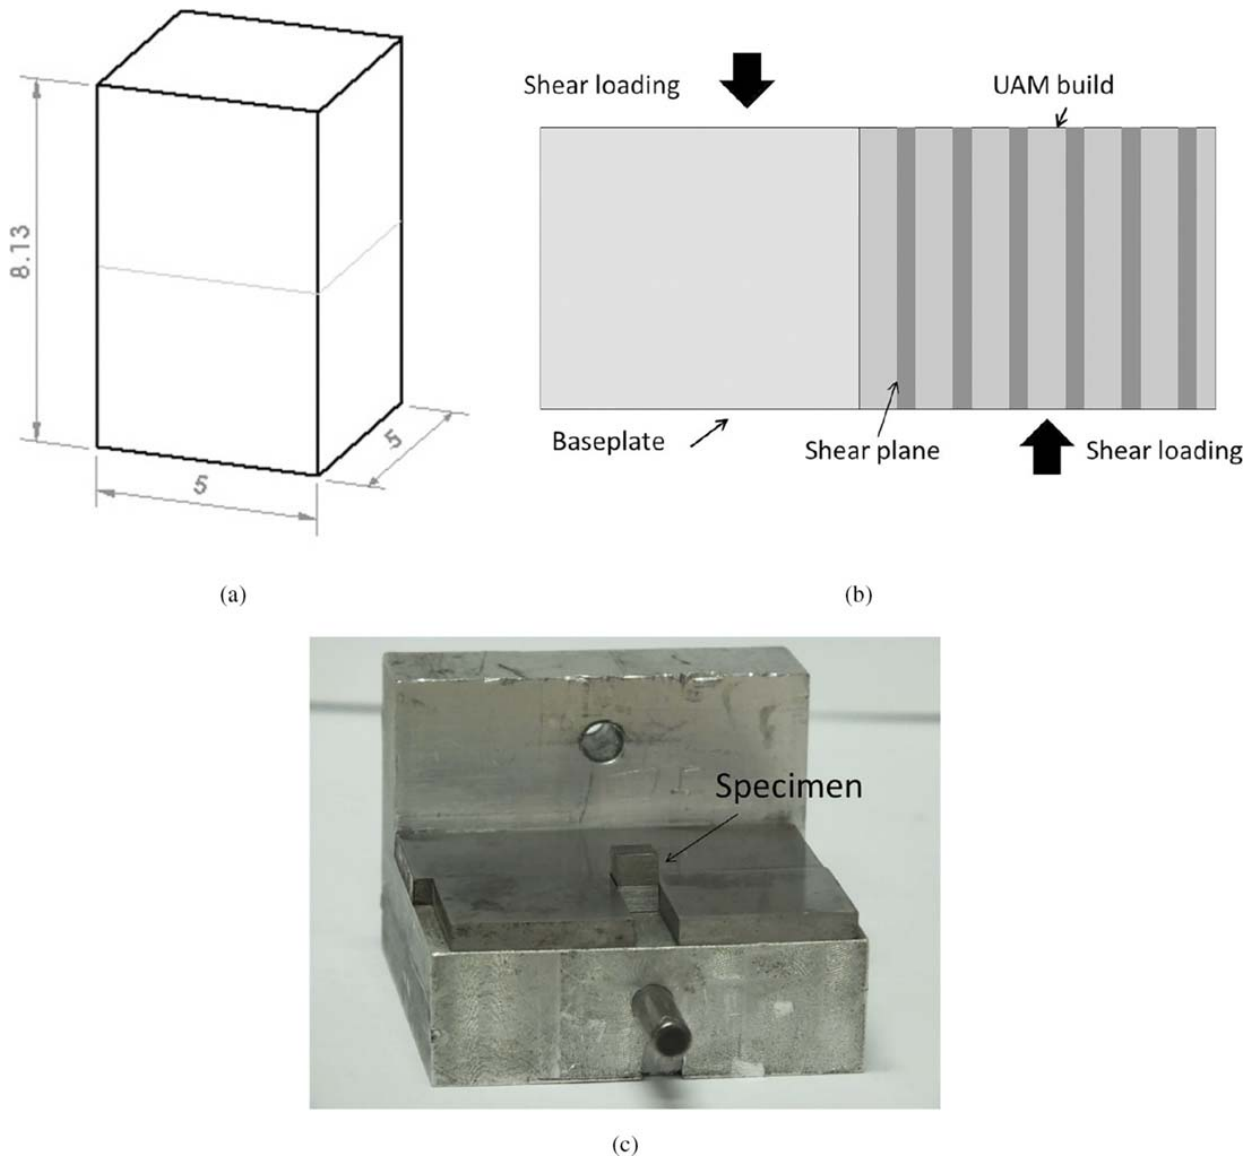 8.13
5
5
(a)
Shear loading
UAM build
Baseplate
Shear plane
Shear loading
(b)
Specimen
(c)